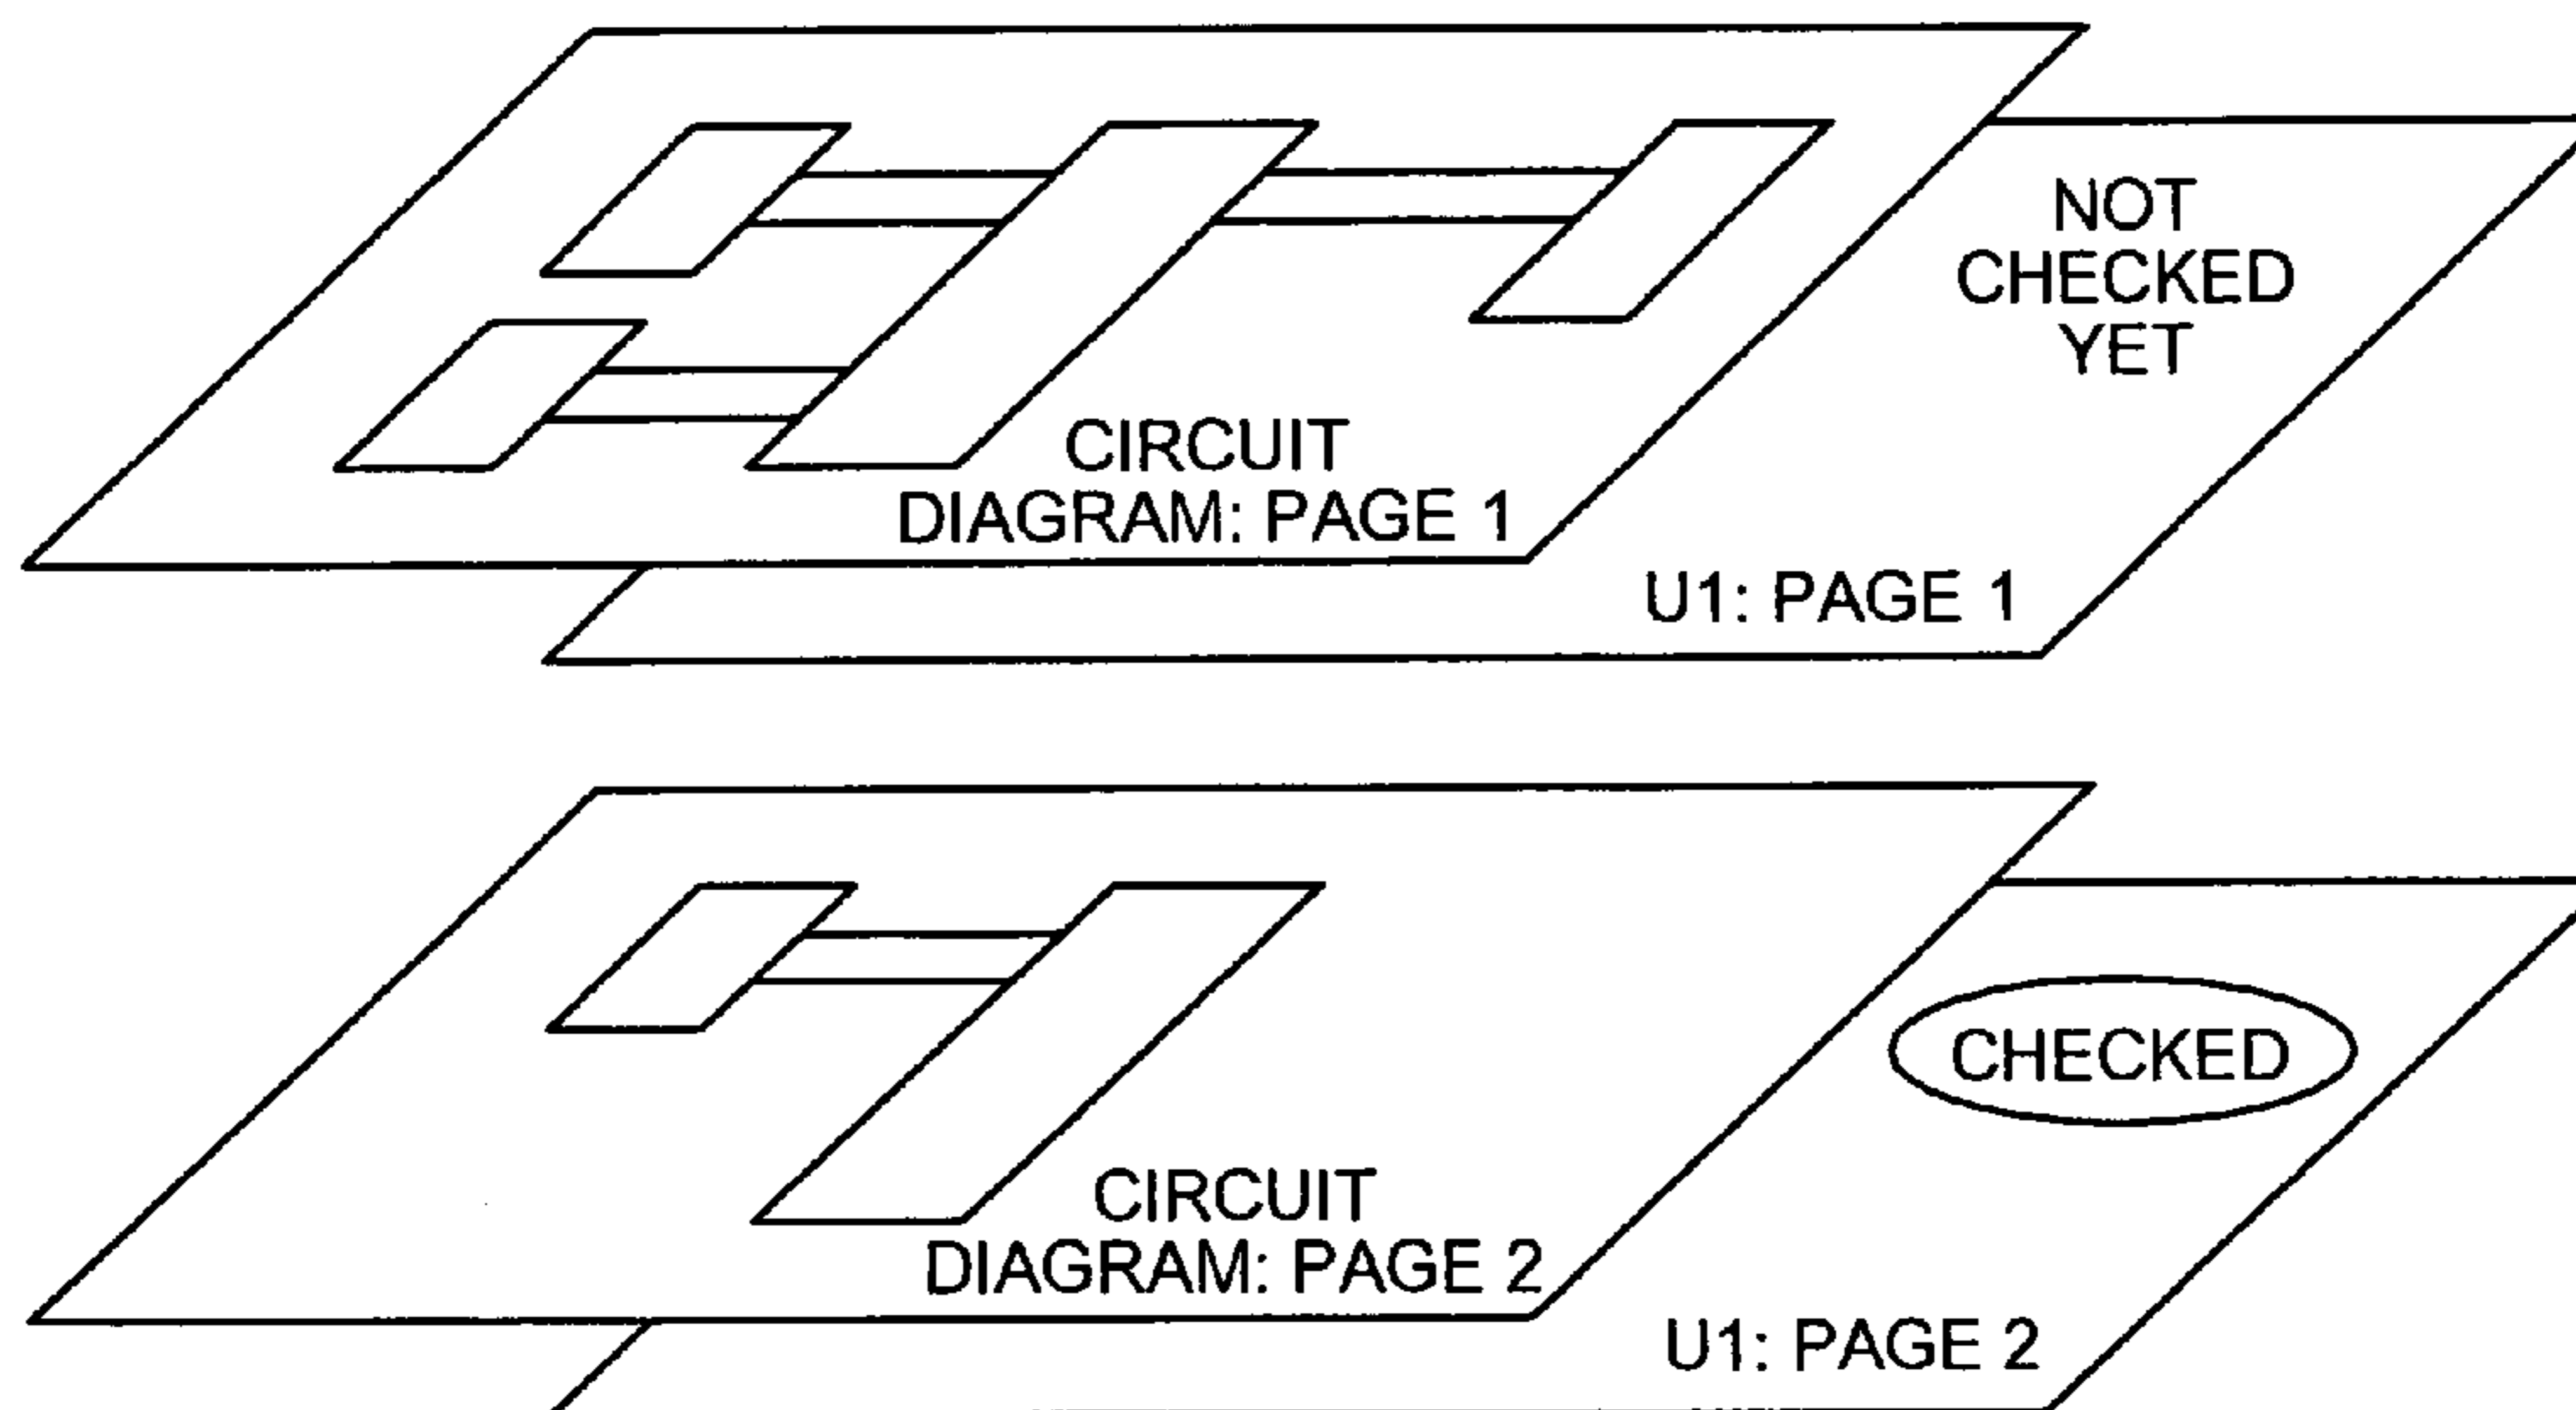 NOT
CHECKED
YET
CIRCUIT
DIAGRAM: PAGE 1
U1: PAGE 1
CHECKED
CIRCUIT
DIAGRAM: PAGE 2
U1: PAGE 2